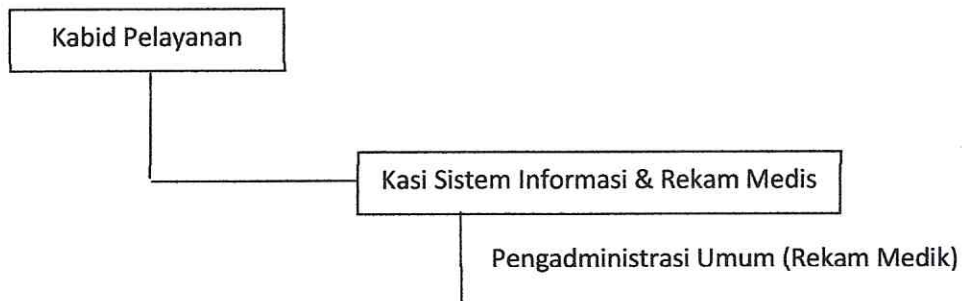 Kabid Pelayanan
Kasi Sistem Informasi & Rekam Medis
Pengadministrasi Umum (Rekam Medik)